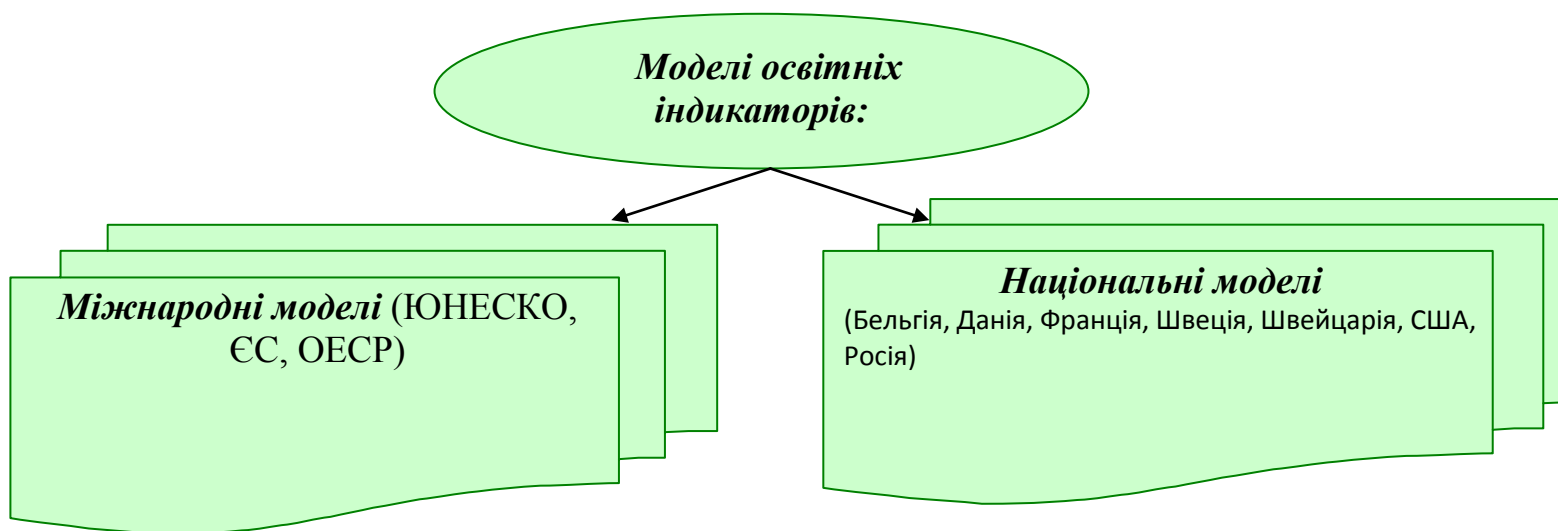 Моделі освітніх
індикаторів:
Міжнародні моделі (ЮНЕСКО,
ЄС, ОЕСР)
Національні моделі
(Бельгія, Данія, Франція, Швеція, Швейцарія, США,
Росія)